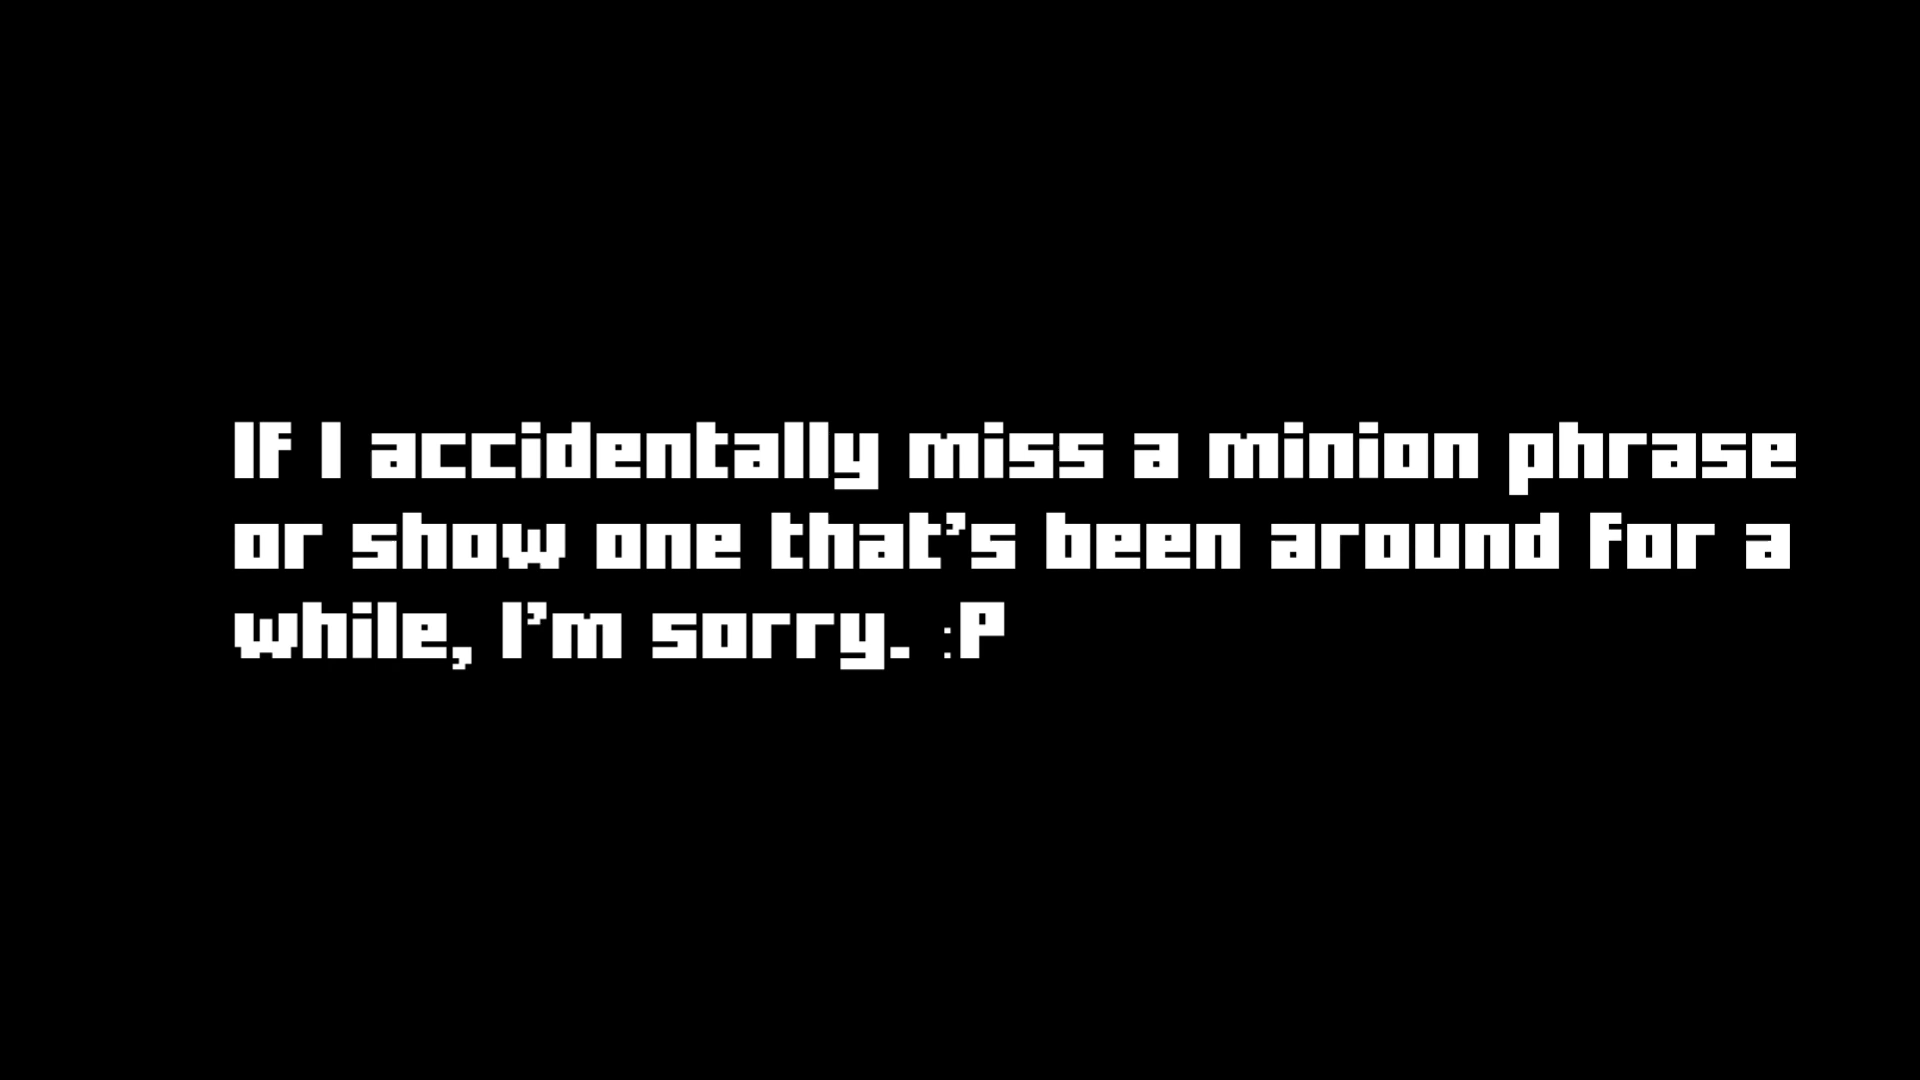 If I accidentally miss a minion phrase
or show one that's been around for a
while, I'm sorry. :P